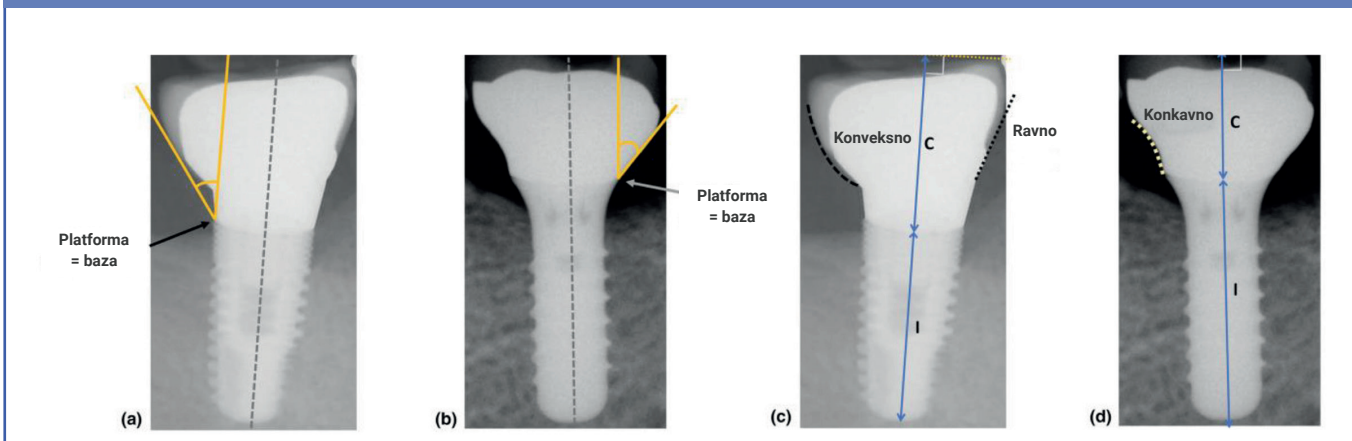 Platforma
= baza
(a)
Platforma
= baza
(b)
Konveksno
C
Ravno
I
(c)
Konkavno
C
I
(d)